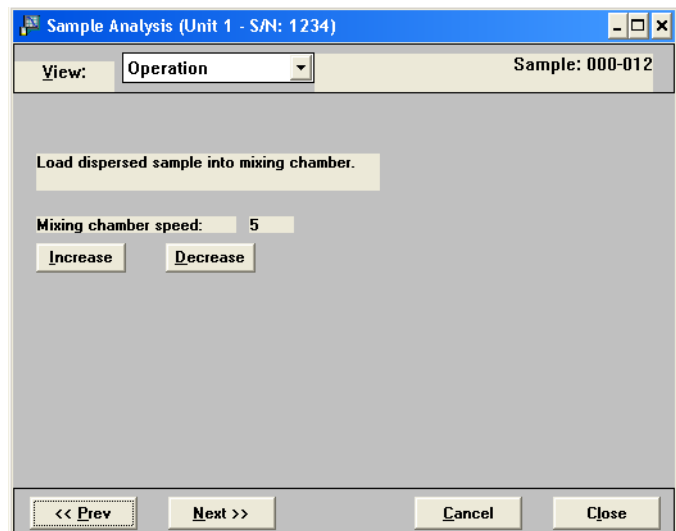 Sample Analysis (Unit 1 - S/N: 1234)
View: Operation Sample: 000-012
Load dispersed sample into mixing chamber.
Mixing chamber speed: 5
Increase Decrease
<< Prev Next >> Cancel Close